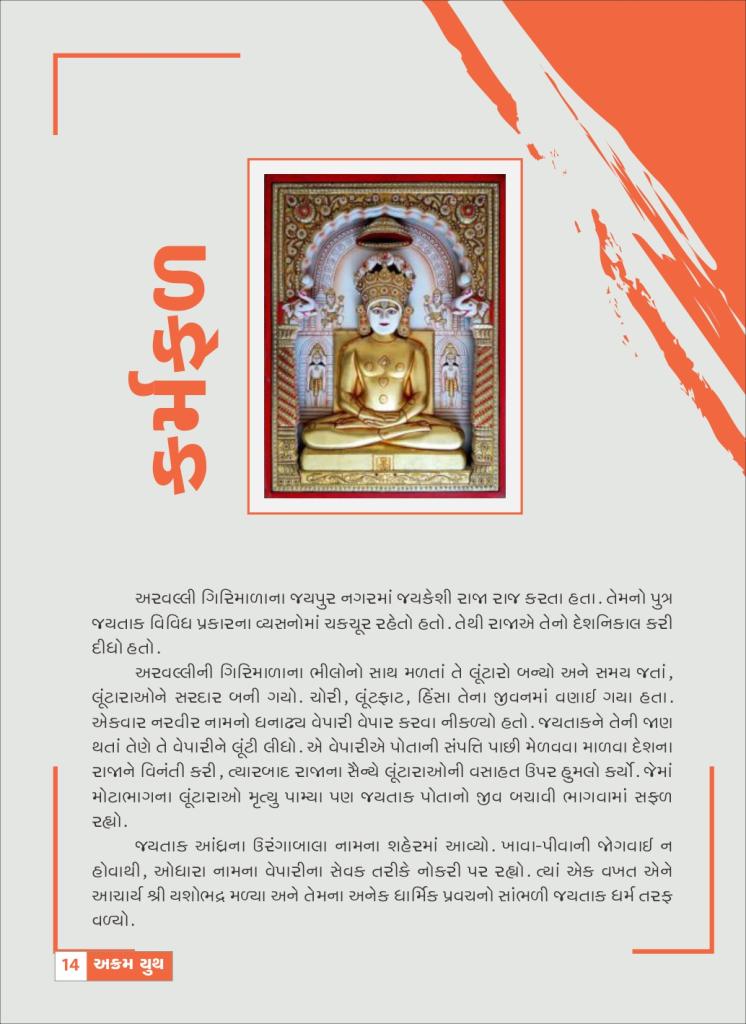 કર્મફળ
અરવલ્લી ગિરિમાળાના જયપુર નગરમાં જયકેશી રાજા રાજ કરતા હતા. તેમનો પુત્ર
જયતાક વિવિધ પ્રકારના વ્યસનોમાં ચકચૂર રહેતો હતો. તેથી રાજાએ તેનો દેશનિકાલ કરી
દીધો હતો.
અરવલ્લીની ગિરિમાળાના ભીલોનો સાથ મળતાં તે લૂંટારો બન્યો અને સમય જતાં,
લૂંટારાઓને સરદાર બની ગયો. ચોરી, લૂંટફાટ, હિંસા તેના જીવનમાં વણાઈ ગયા હતા.
એકવાર નરવીર નામનો ધનાઢ્ય વેપારી વેપાર કરવા નીકળ્યો હતો. જયતાકને તેની જાણ
થતાં તેણે તે વેપારીને લૂંટી લીધો. એ વેપારીએ પોતાની સંપત્તિ પાછી મેળવવા માળવા દેશના
રાજાને વિનંતી કરી, ત્યારબાદ રાજાના સૈન્યે લૂંટારાઓની વસાહત ઉપર હુમલો કર્યો. જેમાં
મોટાભાગના લૂંટારાઓ મૃત્યુ પામ્યા પણ જયતાક પોતાનો જીવ બચાવી ભાગવામાં સફળ
રહ્યો.
જયતાક આંધ્રના ઉરંગાબાલા નામના શહેરમાં આવ્યો. ખાવા-પીવાની જોગવાઈ ન
હોવાથી, ઓધારા નામના વેપારીના સેવક તરીકે નોકરી પર રહ્યો. ત્યાં એક વખત એને
આચાર્ય શ્રી યશોભદ્ર મળ્યા અને તેમના અનેક ધાર્મિક પ્રવચનો સાંભળી જયતાક ધર્મ તરફ
વળ્યો.
14 અક્રમ યુથ